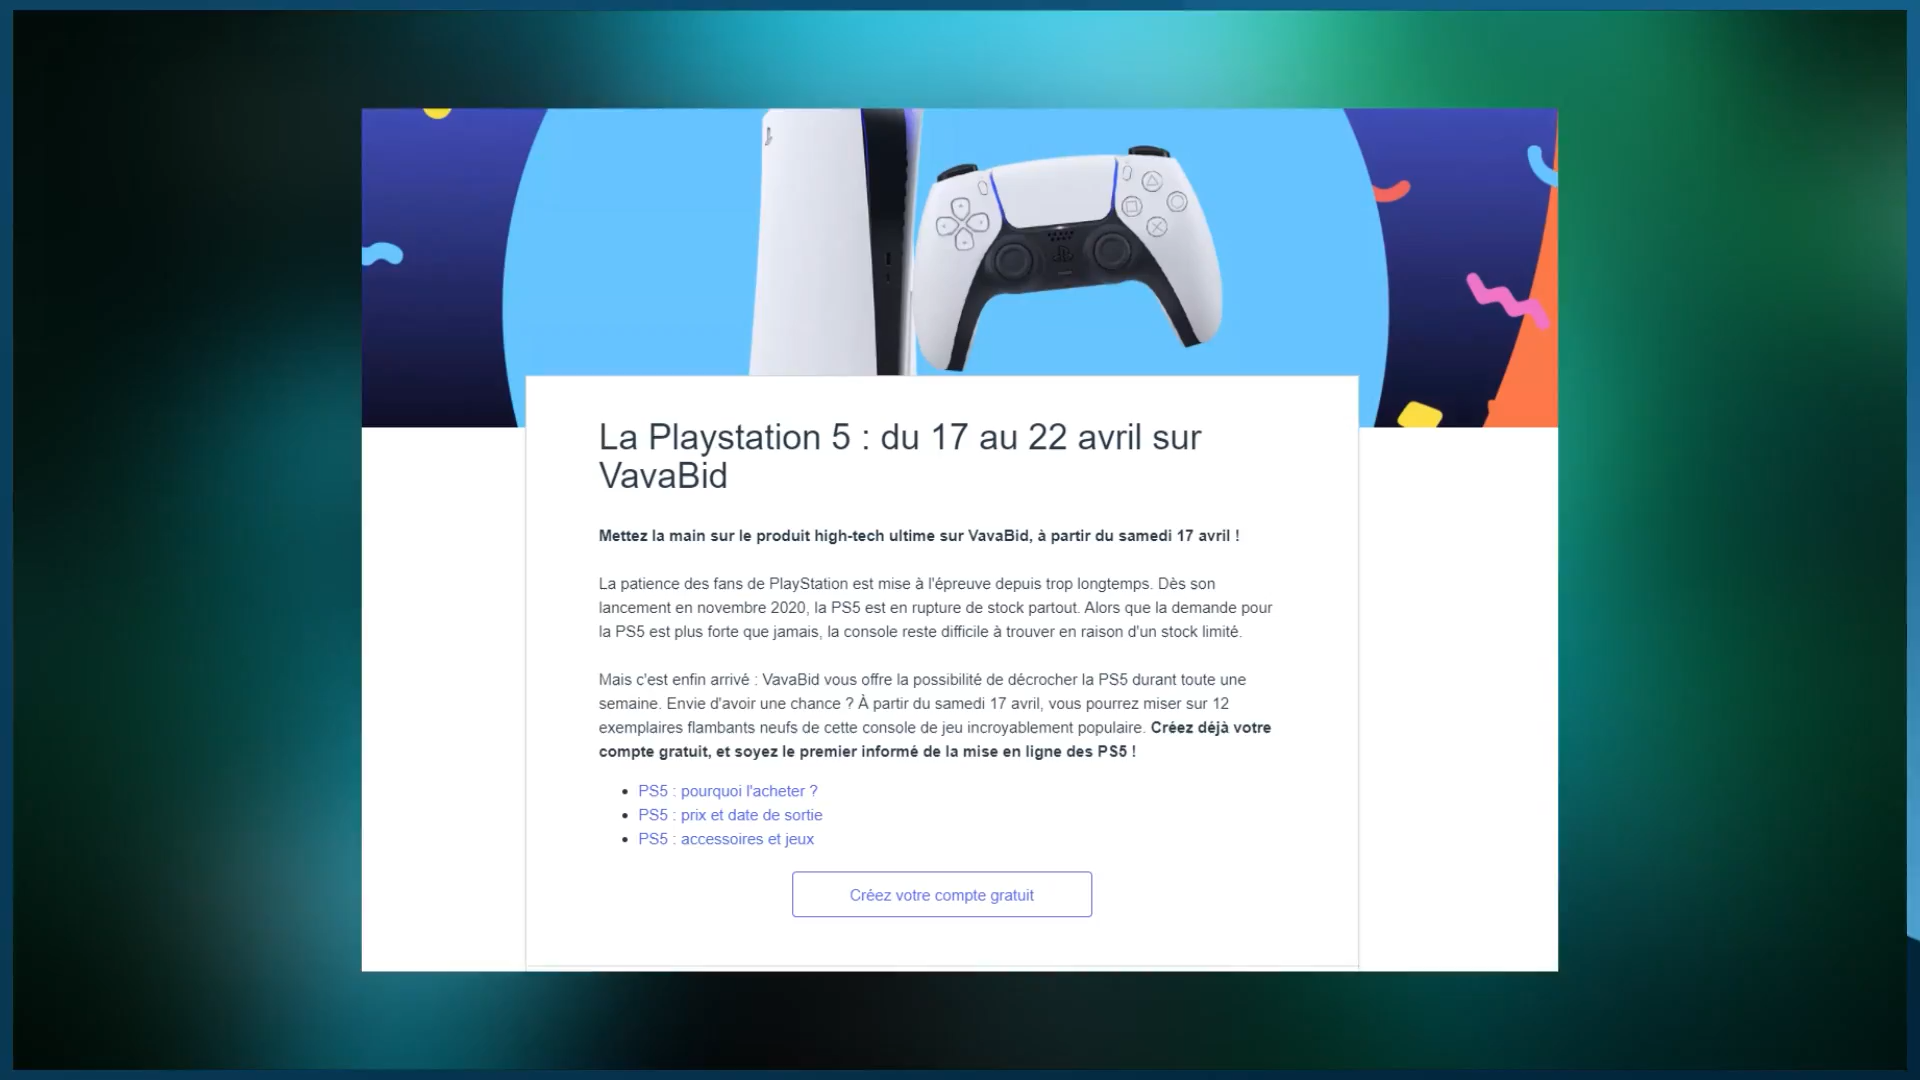 La Playstation 5 : du 17 au 22 avril sur
VavaBid
Mettez la main sur le produit high-tech ultime sur VavaBid, à partir du samedi 17 avril !
La patience des fans de PlayStation est mise à l'épreuve depuis trop longtemps. Dès son
lancement en novembre 2020, la PS5 est en rupture de stock partout. Alors que la demande pour
la PS5 est plus forte que jamais, la console reste difficile à trouver en raison d'un stock limité.
Mais c'est enfin arrivé : VavaBid vous offre la possibilité de décrocher la PS5 durant toute une
semaine. Envie d'avoir une chance ? À partir du samedi 17 avril, vous pourrez miser sur 12
exemplaires flambants neufs de cette console de jeu incroyablement populaire. Créez déjà votre
compte gratuit, et soyez le premier informé de la mise en ligne des PS5 !
• PS5 : pourquoi l'acheter ?
• PS5 : prix et date de sortie
• PS5 : accessoires et jeux
Créez votre compte gratuit